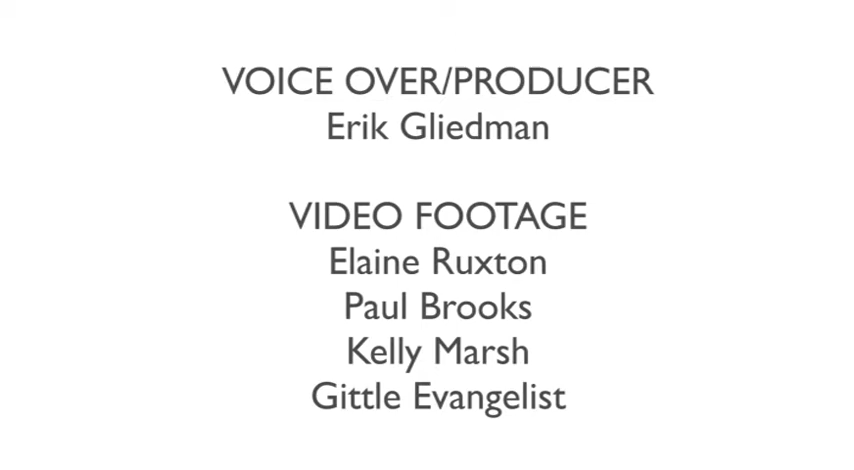 VOICE OVER/PRODUCER
Erik Gliedman
VIDEO FOOTAGE
Elaine Ruxton
Paul Brooks
Kelly Marsh
Gittle Evangelist